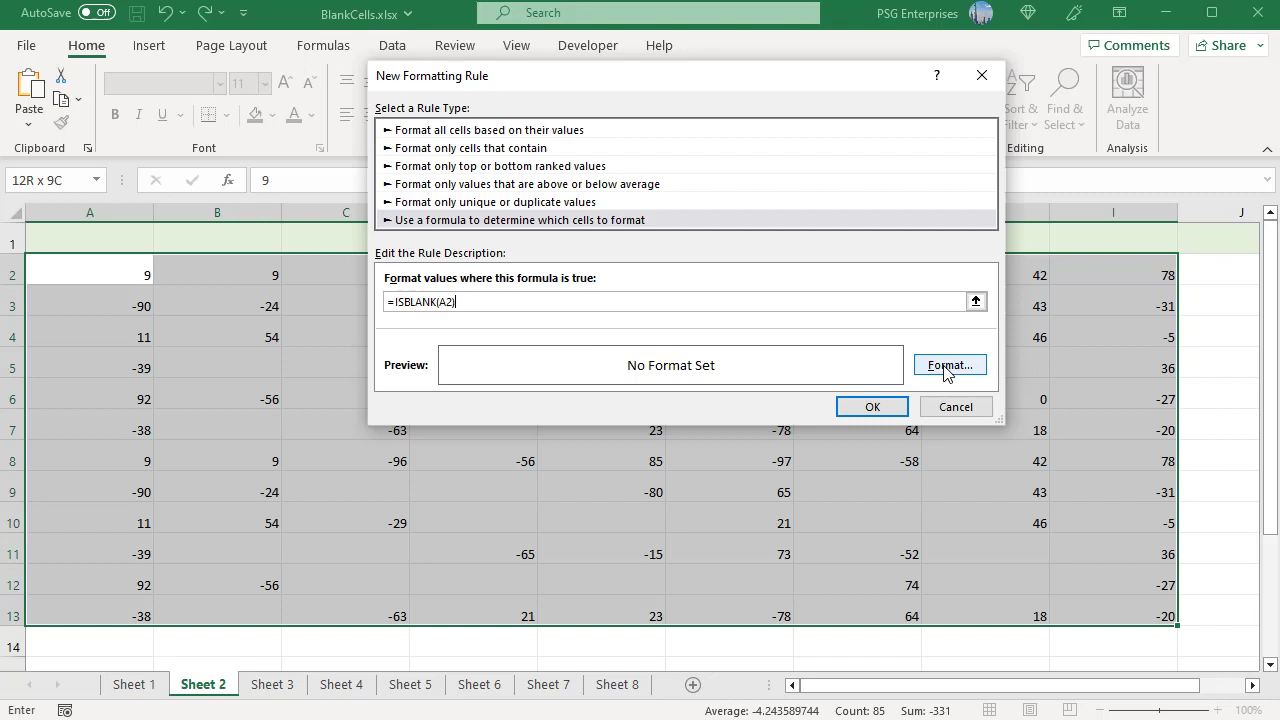 AutoSave Off BlankCells.xlsx Search PSG Enterprises
File Home Insert Page Layout Formulas Data Review View Developer Help Comments Share
Paste
Clipboard
11 A A
B I U A
Font
Sort & Filter
Find & Select
Editing
Analyze Data
Analysis
12R x 9C fx 9
New Formatting Rule ?
Select a Rule Type:
► Format all cells based on their values
► Format only cells that contain
► Format only top or bottom ranked values
► Format only values that are above or below average
► Format only unique or duplicate values
► Use a formula to determine which cells to format
Edit the Rule Description:
Format values where this formula is true:
=ISBLANK(A2)
Preview: No Format Set Format...
OK Cancel
A B C I J
1
2 9 9 42 78
3 -90 -24 43 -31
4 11 54 46 -5
5 -39 36
6 92 -56 0 -27
7 -38 -63 23 -78 64 18 -20
8 9 9 -96 -56 85 -97 -58 42 78
9 -90 -24 -80 65 43 -31
10 11 54 -29 21 46 -5
11 -39 -65 -15 73 -52 36
12 92 -56 74 -27
13 -38 -63 21 23 -78 64 18 -20
14
Sheet 1 Sheet 2 Sheet 3 Sheet 4 Sheet 5 Sheet 6 Sheet 7 Sheet 8
Enter Average: -4.243589744 Count: 85 Sum: -331 100%